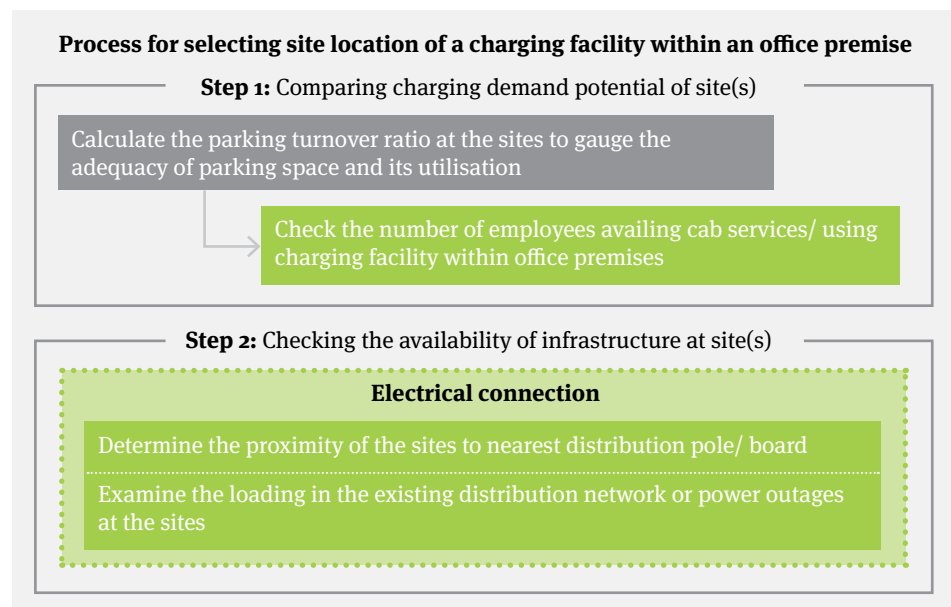 Process for selecting site location of a charging facility within an office premise
Step 1: Comparing charging demand potential of site(s)
Calculate the parking turnover ratio at the sites to gauge the
adequacy of parking space and its utilisation
Check the number of employees availing cab services/ using
charging facility within office premises
Step 2: Checking the availability of infrastructure at site(s)
Electrical connection
Determine the proximity of the sites to nearest distribution pole/ board
Examine the loading in the existing distribution network or power outages
at the sites